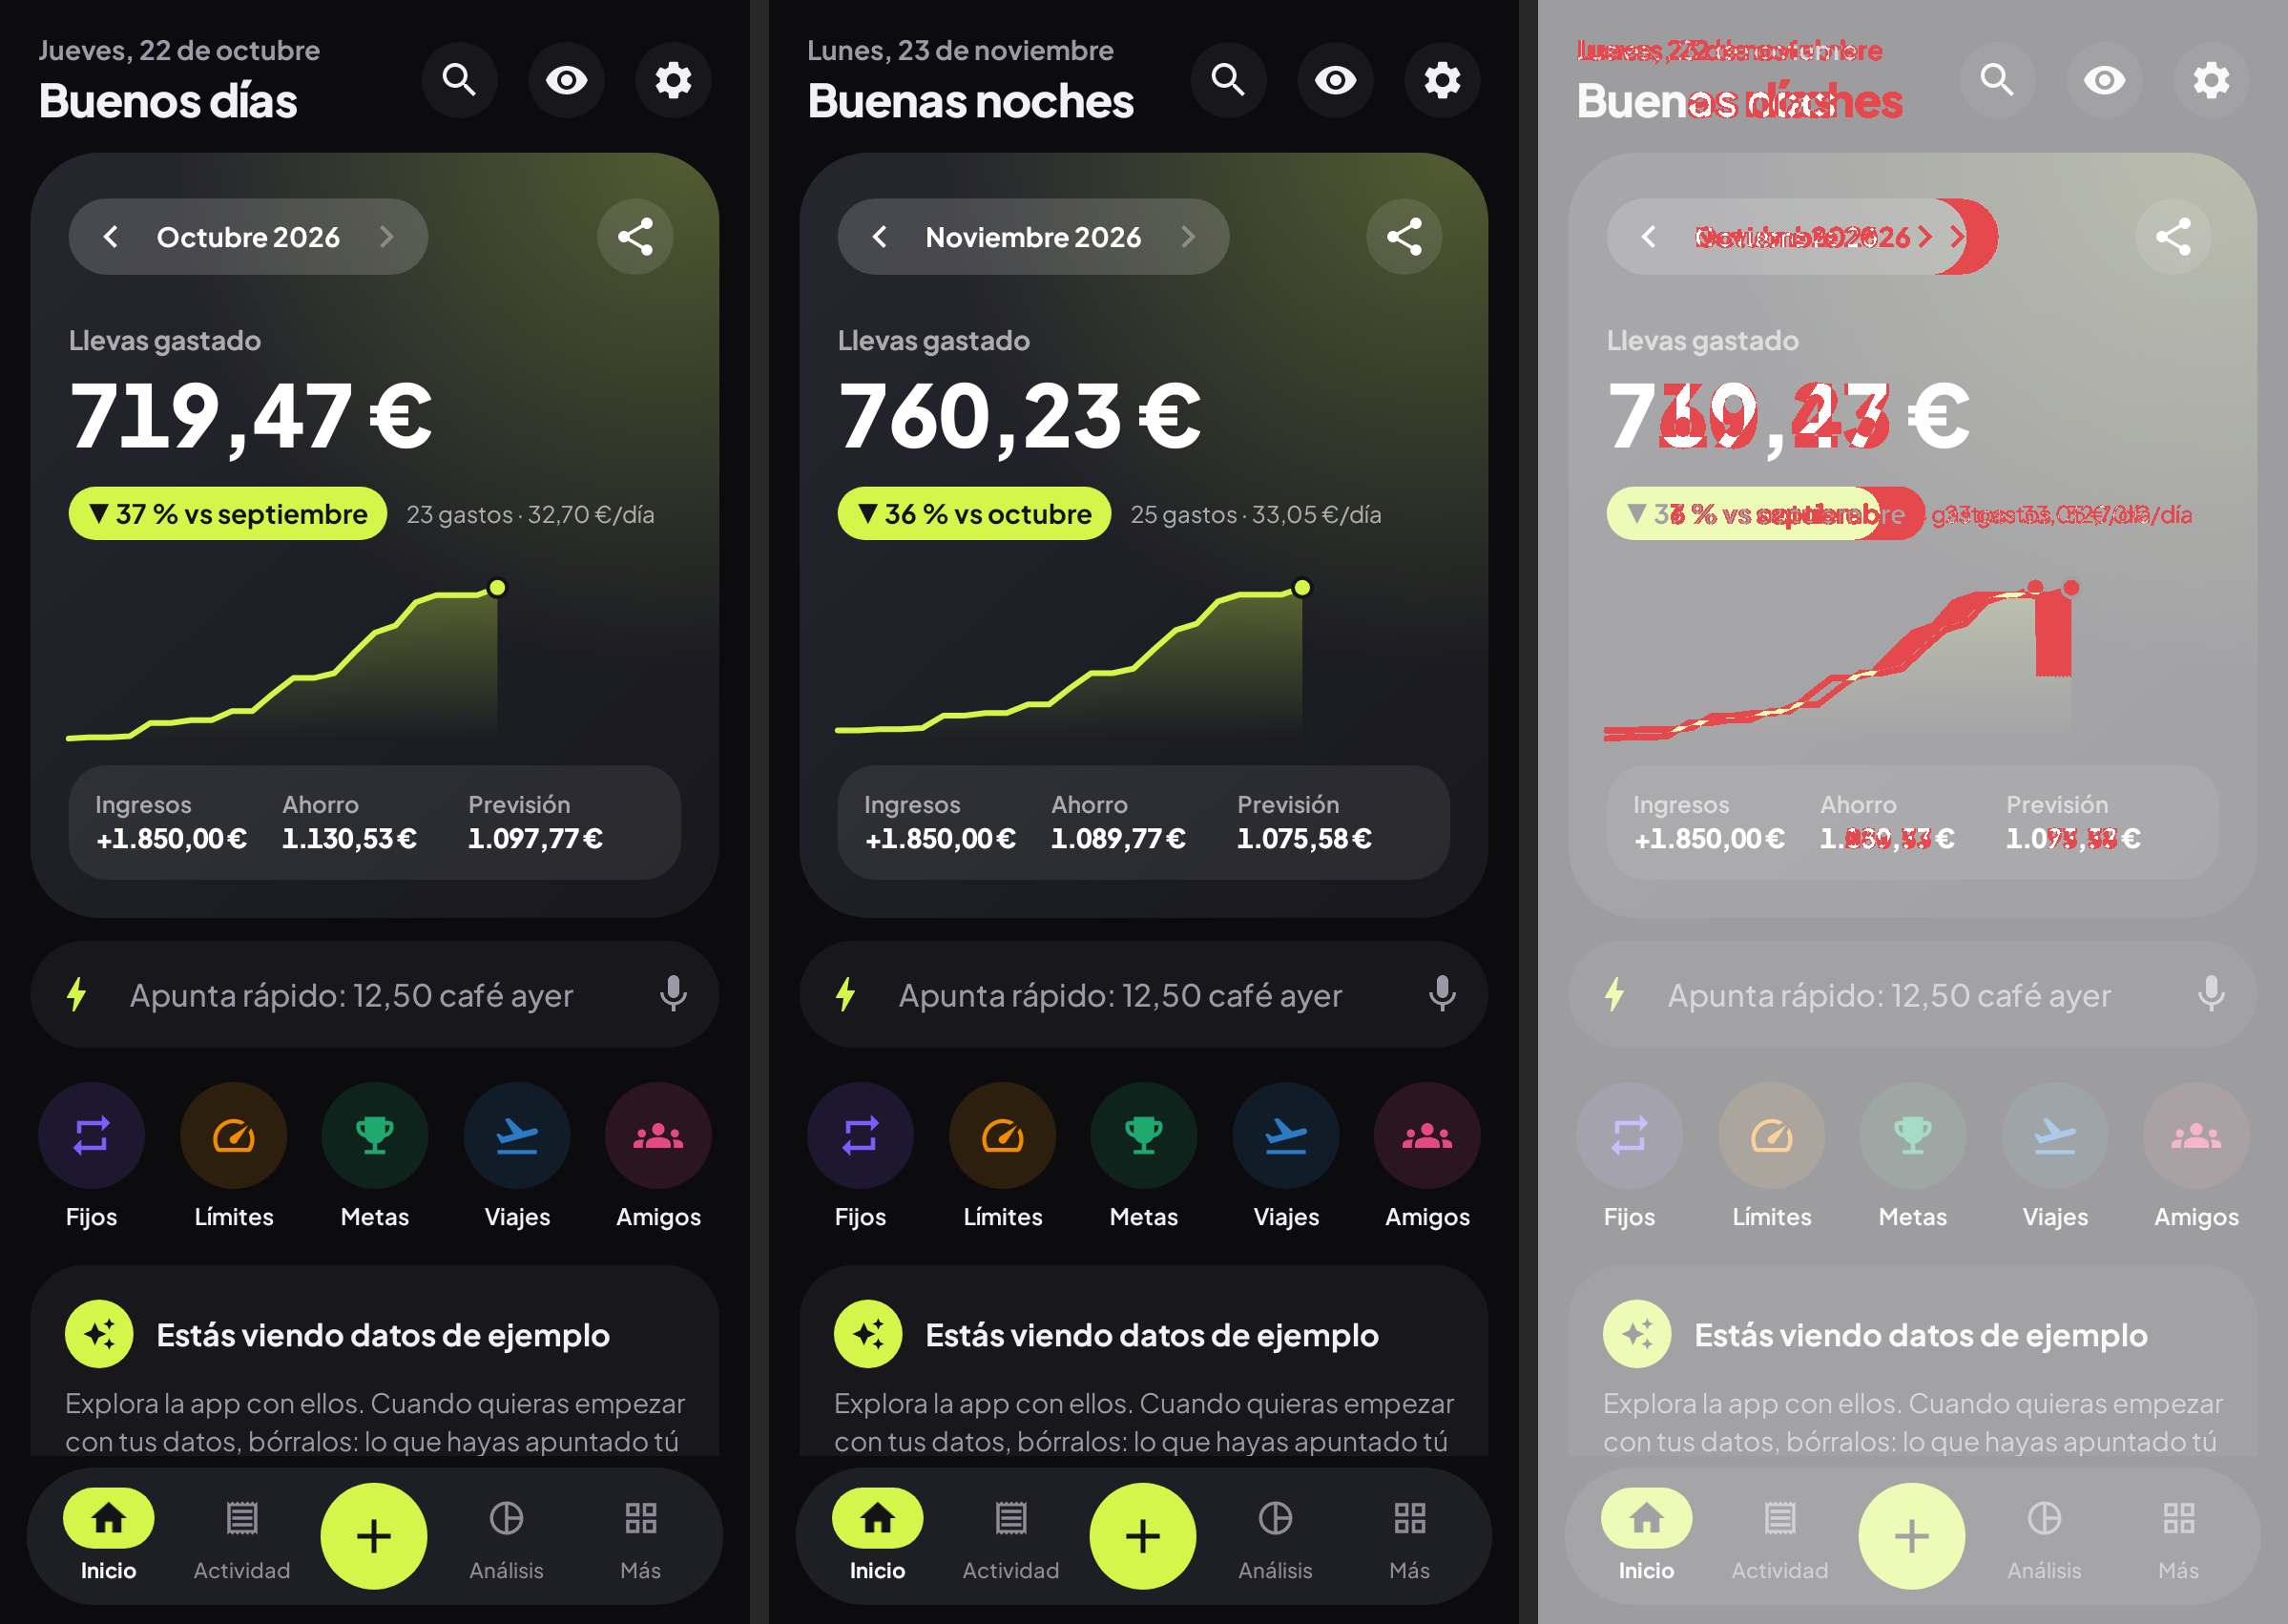 Jueves, 22 de octubre
Buenos días
Octubre 2026
Llevas gastado
719,47 €
▼ 37 % vs septiembre
23 gastos · 32,70 €/día
Ingresos
Ahorro
Previsión
+1.850,00 €
1.130,53 €
1.097,77 €
Apunta rápido: 12,50 café ayer
Fijos
Límites
Metas
Viajes
Amigos
Estás viendo datos de ejemplo
Explora la app con ellos. Cuando quieras empezar
con tus datos, bórralos: lo que hayas apuntado tú
Inicio
Actividad
Análisis
Más
Lunes, 23 de noviembre
Buenas noches
Noviembre 2026
Llevas gastado
760,23 €
▼ 36 % vs octubre
25 gastos · 33,05 €/día
Ingresos
Ahorro
Previsión
+1.850,00 €
1.089,77 €
1.075,58 €
Apunta rápido: 12,50 café ayer
Fijos
Límites
Metas
Viajes
Amigos
Estás viendo datos de ejemplo
Explora la app con ellos. Cuando quieras empezar
con tus datos, bórralos: lo que hayas apuntado tú
Inicio
Actividad
Análisis
Más
Llevas gastado
Ingresos
Ahorro
Previsión
+1.850,00 €
Apunta rápido: 12,50 café ayer
Fijos
Límites
Metas
Viajes
Amigos
Estás viendo datos de ejemplo
Explora la app con ellos. Cuando quieras empezar
con tus datos, bórralos: lo que hayas apuntado tú
Inicio
Actividad
Análisis
Más